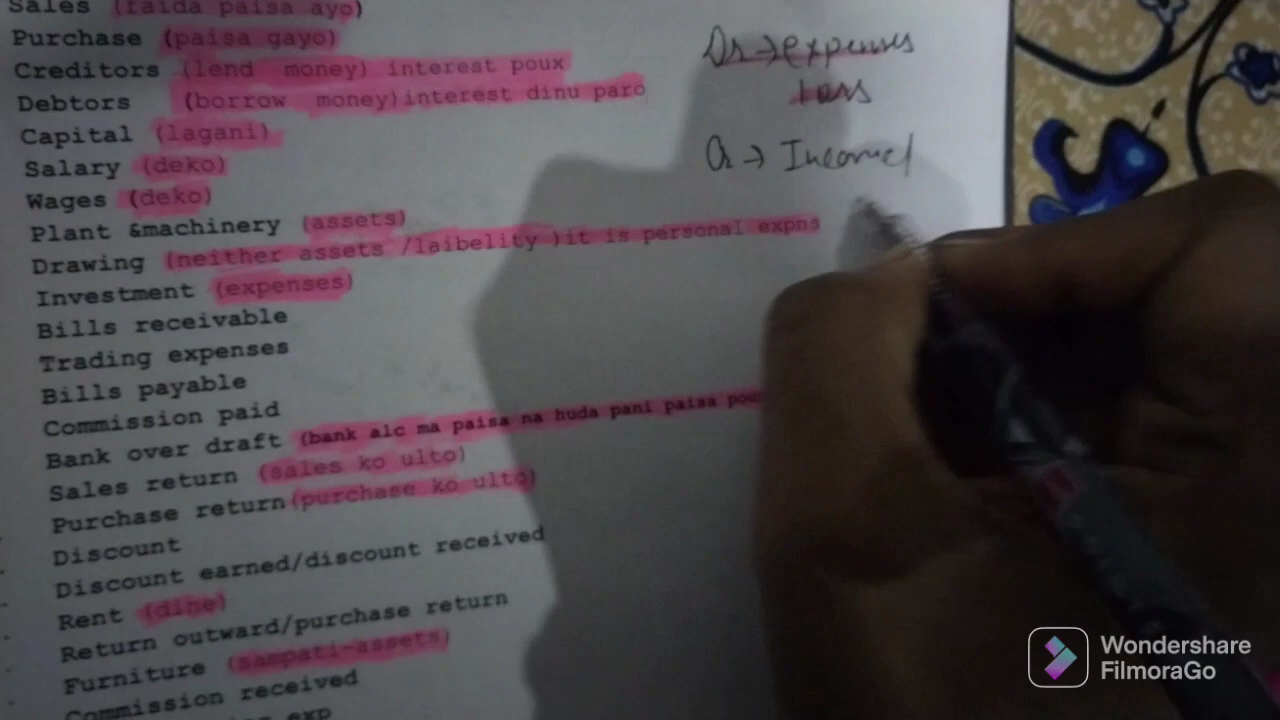 Sales (faida paisa ayo)
Purchase (paisa gayo)
Creditors (lend money) interest poux
Debtors (borrow money)interest dinu paro
Capital (lagani)
Salary (deko)
Wages (deko)
Plant &machinery (assets)
Drawing (neither assets /laibelity )it is personal expns
Investment (expenses)
Bills receivable
Trading expenses
Bills payable
Commission paid
Bank over draft (bank alc ma paisa na huda pani paisa pou
Sales return (sales ko ulto)
Purchase return(purchase ko ulto)
Discount
Discount earned/discount received
Rent (dine)
Return outward/purchase return
Furniture (sampati-assets)
Commission received
exp
Dr → expenses
loss
Cr → Income
Wondershare
FilmoraGo